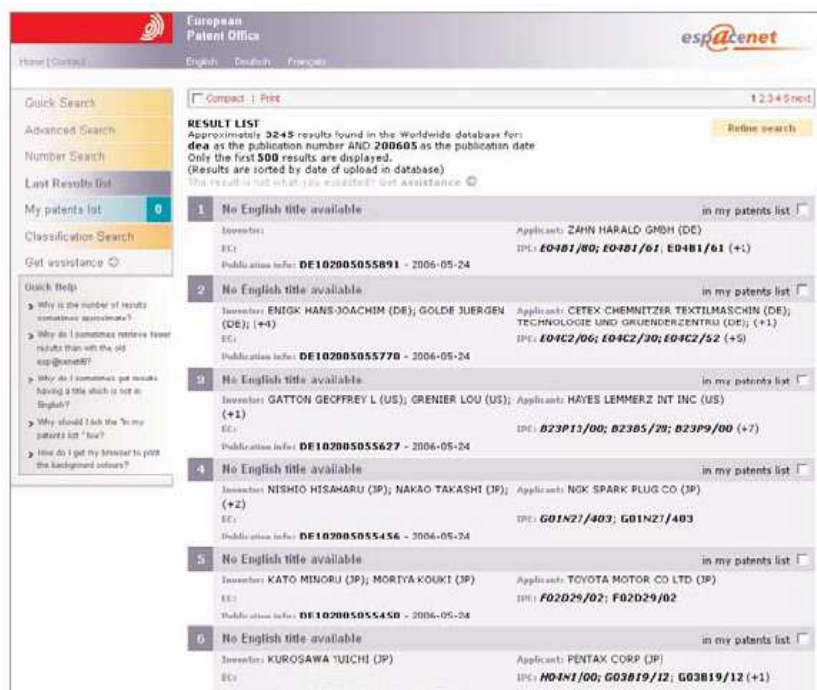 European
Patent Office
esp@cenet
Home | Contact
English Deutsch Français
Quick Search
Advanced Search
Number Search
Last Results list
My patents list 0
Classification Search
Get assistance
Quick Help
Why is the number of results
sometimes approximate?
Why do I sometimes retrieve fewer
results than with the old
esp@cenet®?
Why do I sometimes get results
having a title which is not in
English?
Why should I tick the "in my
patents list" box?
How do I get my browser to print
the background colours?
Compact | Print
1 2 3 4 5 next
RESULT LIST
Approximately 3245 results found in the Worldwide database for:
dea as the publication number AND 200605 as the publication date
Only the first 500 results are displayed.
(Results are sorted by date of upload in database)
The result is not what you expected? Get assistance
Refine search
1 No English title available in my patents list
Inventor: Applicant: ZAHN HARALD GMBH (DE)
EC: IPC: E04B1/80; E04B1/61; E04B1/61 (+1)
Publication info: DE102005055891 - 2006-05-24
2 No English title available in my patents list
Inventor: ENIGK HANS-JOACHIM (DE); GOLDE JUERGEN
(DE); (+4)
Applicant: CETEX CHEMNITZER TEXTILMASCHIN (DE);
TECHNOLOGIE UND GRUENDERZENTRU (DE); (+1)
EC: IPC: E04C2/06; E04C2/30; E04C2/52 (+5)
Publication info: DE102005055770 - 2006-05-24
3 No English title available in my patents list
Inventor: GATTON GEOFFREY L (US); GRENIER LOU (US);
(+1)
Applicant: HAYES LEMMERZ INT INC (US)
EC: IPC: B23P13/00; B23B5/28; B23P9/00 (+7)
Publication info: DE102005055627 - 2006-05-24
4 No English title available in my patents list
Inventor: NISHIO HISAHARU (JP); NAKAO TAKASHI (JP);
(+2)
Applicant: NGK SPARK PLUG CO (JP)
EC: IPC: G01N27/403; G01N27/403
Publication info: DE102005055456 - 2006-05-24
5 No English title available in my patents list
Inventor: KATO MINORU (JP); MORIYA KOUKI (JP) Applicant: TOYOTA MOTOR CO LTD (JP)
EC: IPC: F02D29/02; F02D29/02
Publication info: DE102005055450 - 2006-05-24
6 No English title available in my patents list
Inventor: KUROSAWA YUICHI (JP) Applicant: PENTAX CORP (JP)
EC: IPC: H04N1/00; G03B19/12; G03B19/12 (+1)